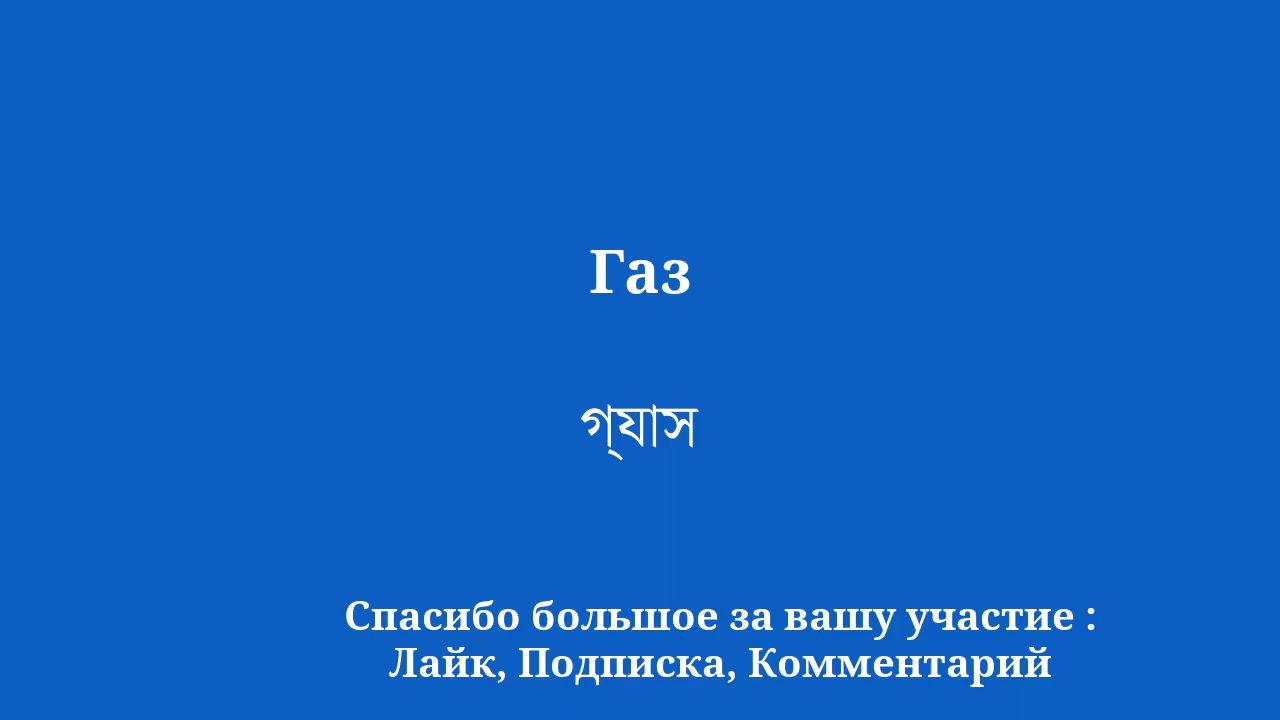 Газ
গ্যাস
Спасибо большое за вашу участие :
Лайк, Подписка, Комментарий